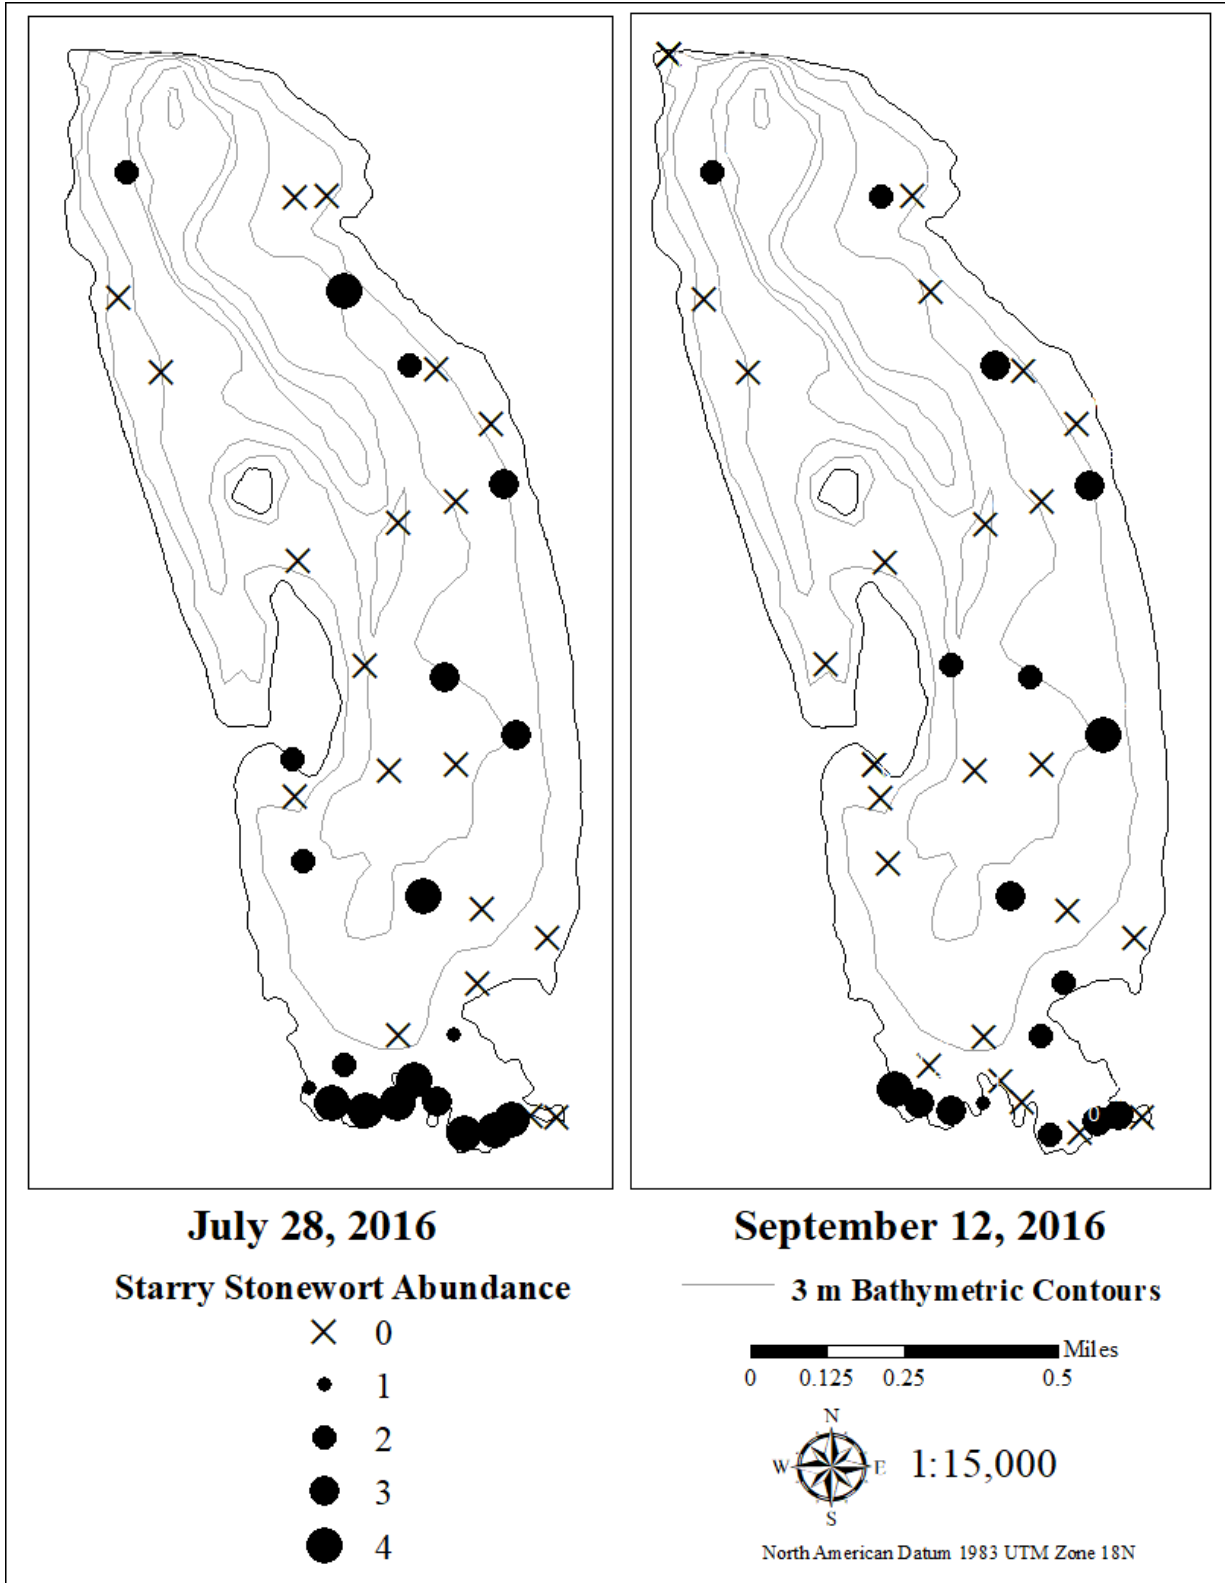 0
July 28, 2016
September 12, 2016
Starry Stonewort Abundance
0
1
2
3
4
3 m Bathymetric Contours
Miles
0 0.125 0.25 0.5
N
W E
S
1:15,000
North American Datum 1983 UTM Zone 18N